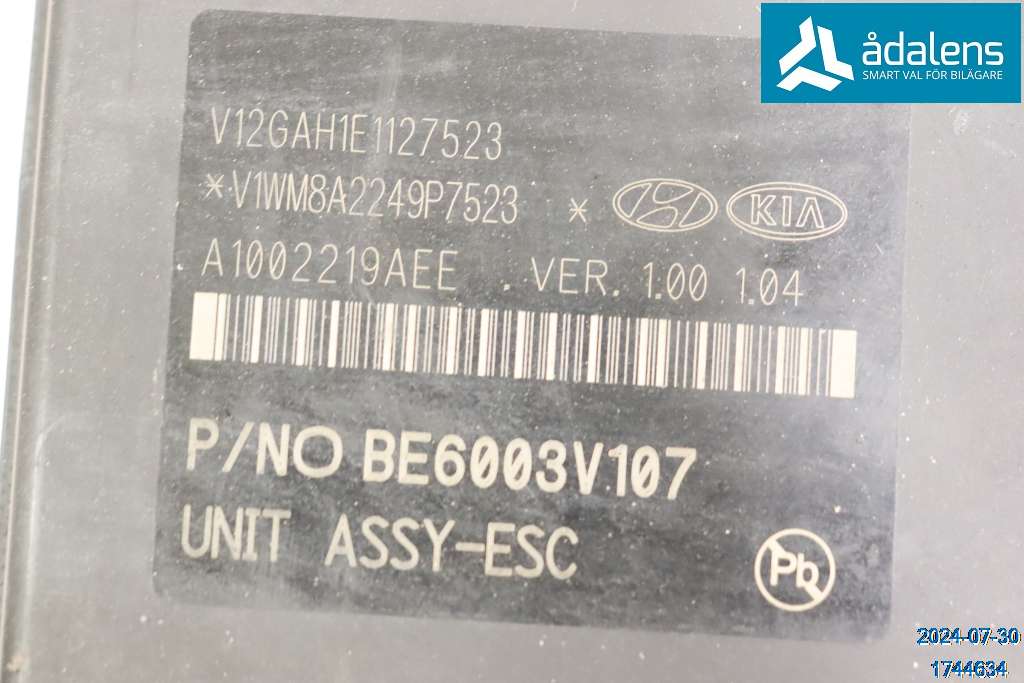 ådalens
SMART VAL FÖR BILÄGARE
V12GAH1E1127523
*V1WM8A2249P7523 * KIA
A1002219AEE . VER. 1.00 1.04
P/NO BE6003V107
UNIT ASSY-ESC
Pb
2024-07-30
1744634